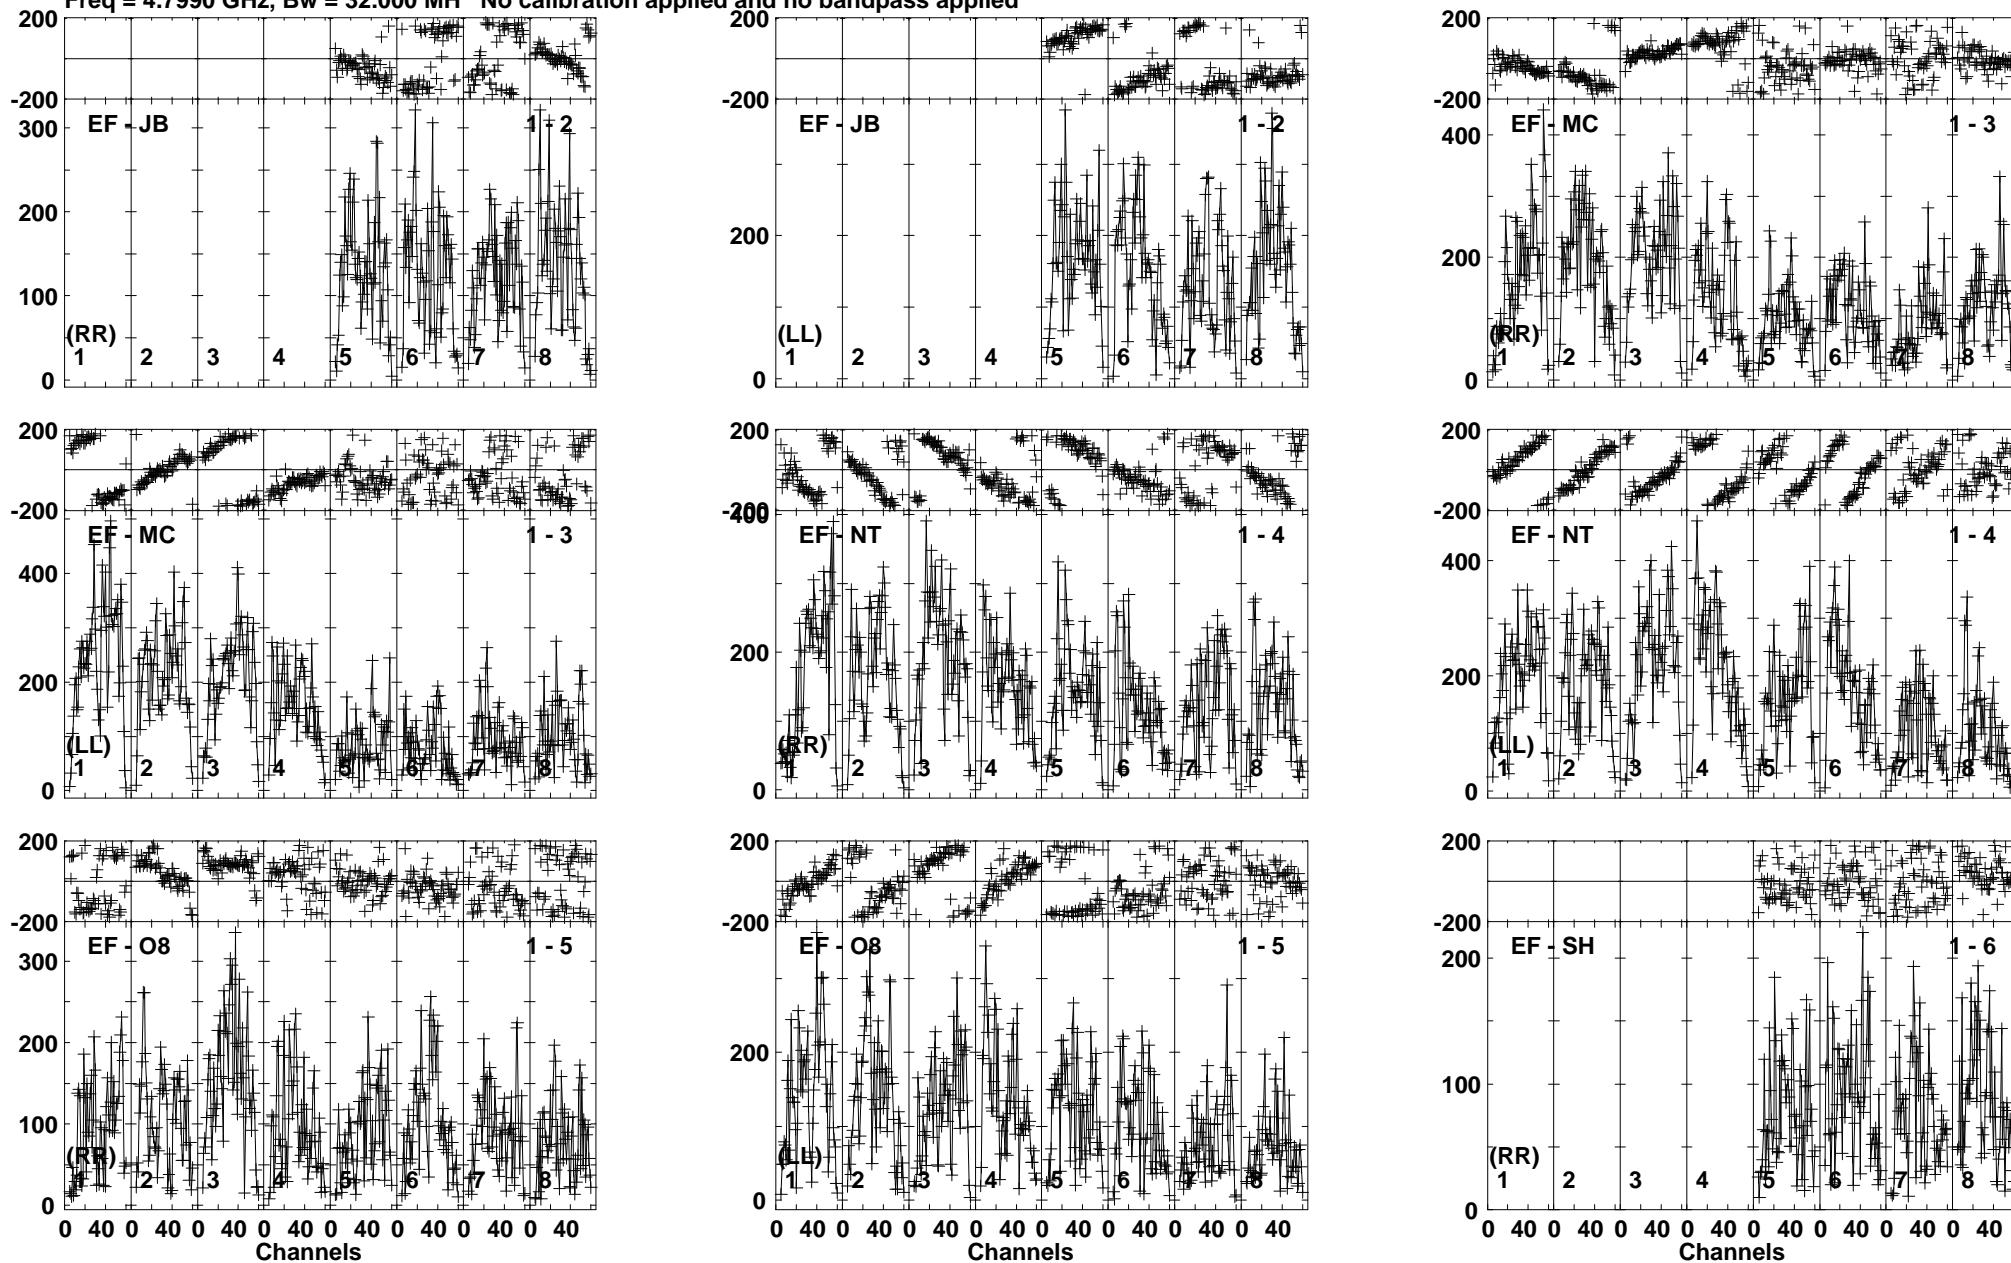 Freq = 4.7990 GHz, Bw = 32.000 MH No calibration applied and no bandpass applied
200 200 200
-200 -200 -200
EF - JB 1 - 2 EF - JB 1 - 2 EF - MC 1 - 3
300 400
200 200 300
100 200
100
(RR) (LL) (RR)
1 2 3 4 5 6 7 8 1 2 3 4 5 6 7 8 1 2 3 4 5 6 7 8
0 0 0
200 200 200
-200 -200 -200
EF - MC 1 - 3 EF - NT 1 - 4 EF - NT 1 - 4
400 400 400
300
200 200 200
100
(LL) (RR) (LL)
1 2 3 4 5 6 7 8 1 2 3 4 5 6 7 8 1 2 3 4 5 6 7 8
0 0 0
200 200 200
-200 -200 -200
EF - O8 1 - 5 EF - O8 1 - 5 EF - SH 1 - 6
300 200
200 200
100 100
(RR) (LL) (RR)
1 2 3 4 5 6 7 8 1 2 3 4 5 6 7 8 1 2 3 4 5 6 7 8
0 0 0
0 40 0 40 0 40 0 40 0 40 0 40 0 40 0 40 0 40 0 40 0 40 0 40 0 40 0 40 0 40 0 40 0 40 0 40 0 40 0 40 0 40 0 40 0 40 0 40
Channels Channels Channels